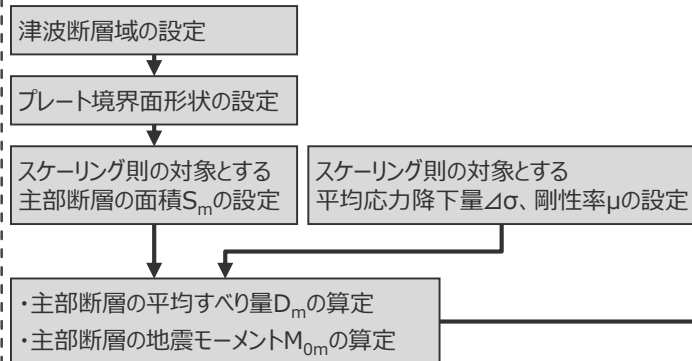 津波断層域の設定
プレート境界面形状の設定
スケーリング則の対象とする
主部断層の面積Smの設定
スケーリング則の対象とする
平均応力降下量⊿σ、剛性率μの設定
・主部断層の平均すべり量Dmの算定
・主部断層の地震モーメントM0mの算定